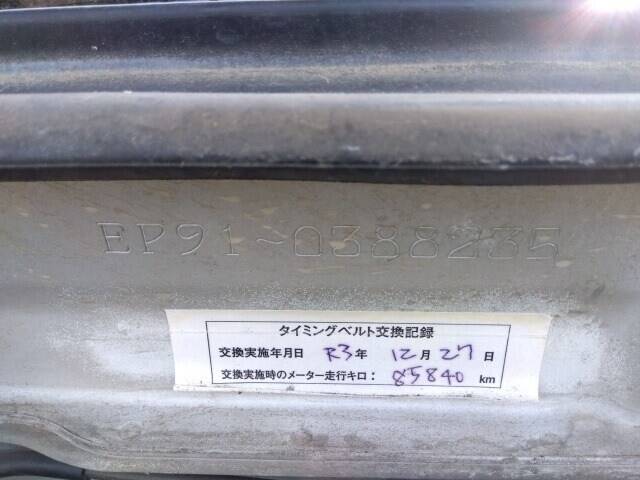 EP91-0388235
タイミングベルト交換記録
交換実施年月日 R3年 12月 27日
交換実施時のメーター走行キロ： 85840 km